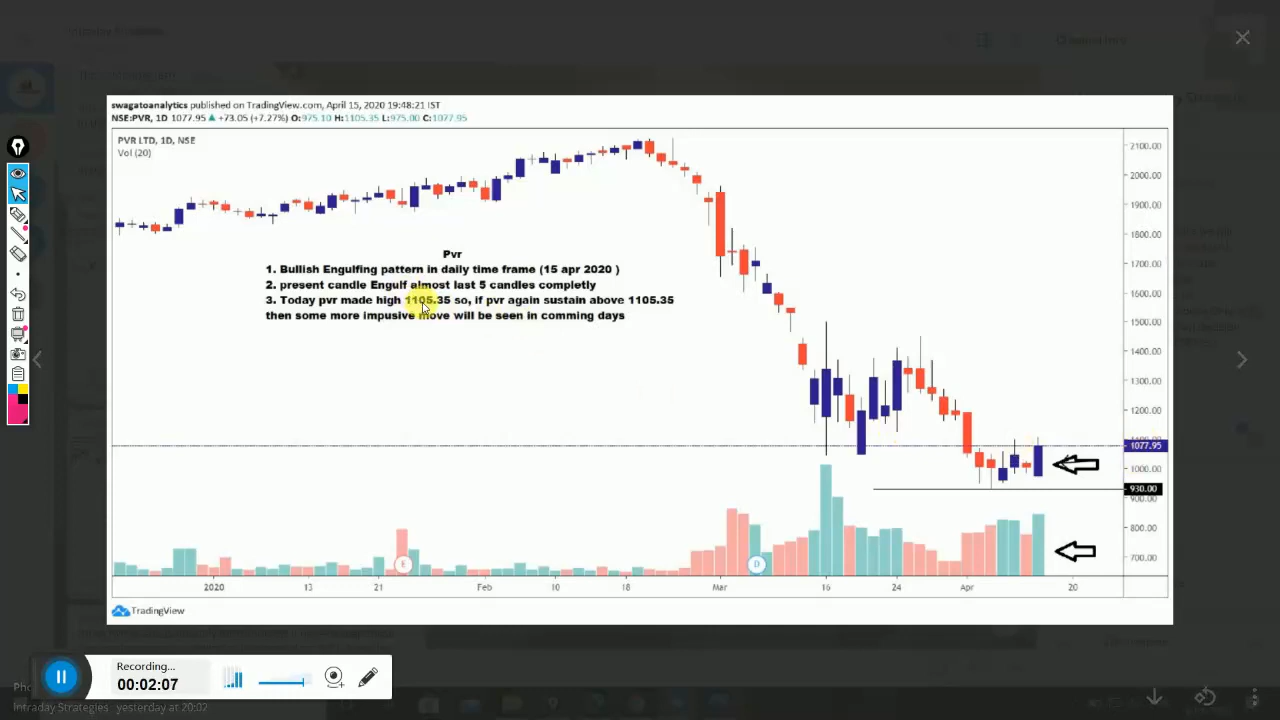 swagatoanalytics published on TradingView.com, April 15, 2020 19:48:21 IST
NSE:PVR, 1D 1077.95 ▲ +73.05 (+7.27%) O:975.10 H:1105.35 L:975.00 C:1077.95
PVR LTD, 1D, NSE
Vol (20)
Pvr
1. Bullish Engulfing pattern in daily time frame (15 apr 2020 )
2. present candle Engulf almost last 5 candles completly
3. Today pvr made high 1105.35 so, if pvr again sustain above 1105.35
then some more impusive move will be seen in comming days
2100.00
2000.00
1900.00
1800.00
1700.00
1600.00
1500.00
1400.00
1300.00
1200.00
1077.95
1000.00
930.00
900.00
800.00
700.00
E
D
2020 13 21 Feb 10 18 Mar 16 24 Apr 20
TradingView
Recording...
00:02:07
Intraday Strategies yesterday at 20:02